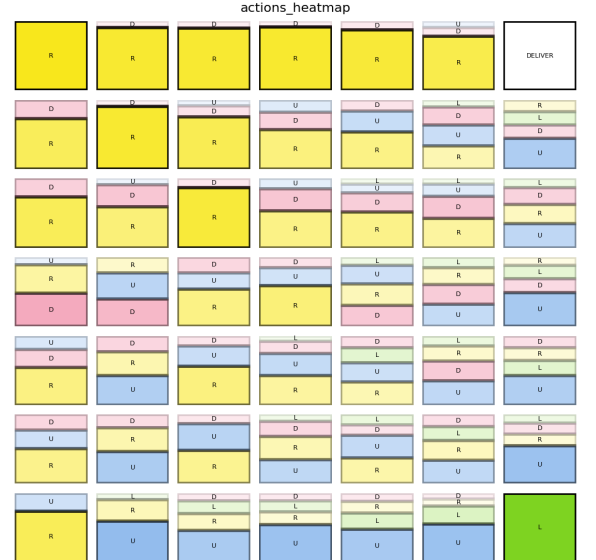 actions_heatmap
R
D R
D R
D R
D R
U D R
DELIVER
D R
D R
U D R
U D R
D U R
L D U R
R L D U
D R
U D R
D R
U D R
L U D R
L U D R
L D R U
U R D
R U D
D U R
D U R
L U R D
L R D U
R L D U
U D R
D R U
D U R
L D U R
D L U R
L R D U
D R L U
D U R
D R U
D U R
L D R U
L D U R
D L R U
L D R U
U R
L R U
D L R U
D L R U
D R L U
D R L U
L